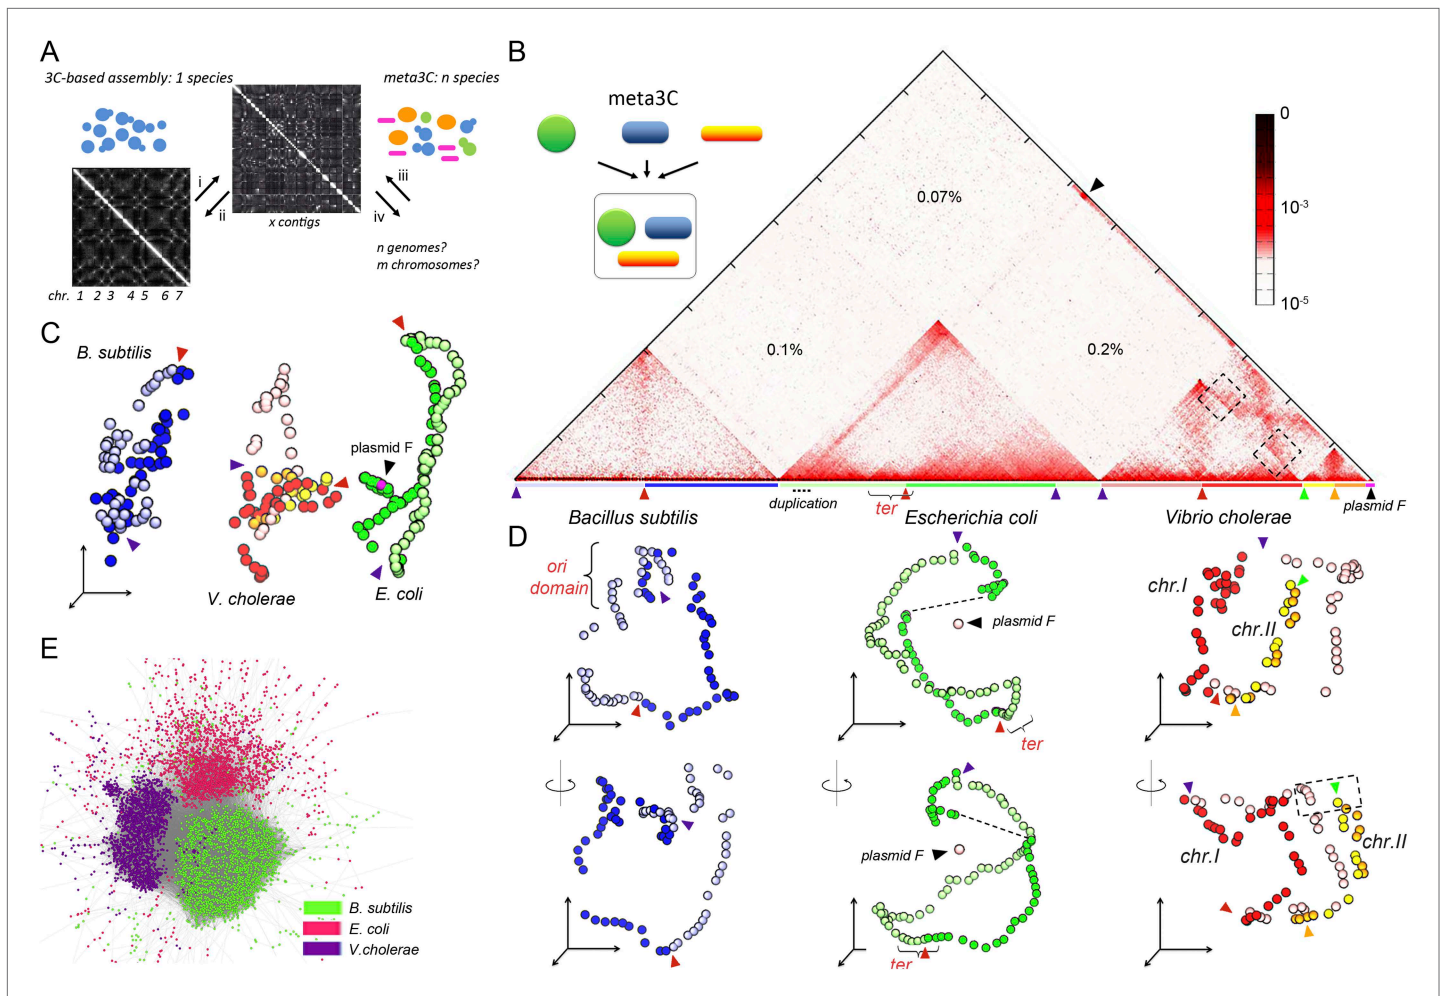 A
3C-based assembly: 1 species
meta3C: n species
i
ii
iii
iv
x contigs
n genomes?
m chromosomes?
chr. 1 2 3 4 5 6 7
B
meta3C
0.07%
0.1%
0.2%
0
10-3
10-5
duplication
ter
plasmid F
Bacillus subtilis
Escherichia coli
Vibrio cholerae
C
B. subtilis
plasmid F
V. cholerae
E. coli
D
ori
domain
plasmid F
ter
chr.I
chr.II
plasmid F
ter
chr.I
chr.II
E
B. subtilis
E. coli
V.cholerae